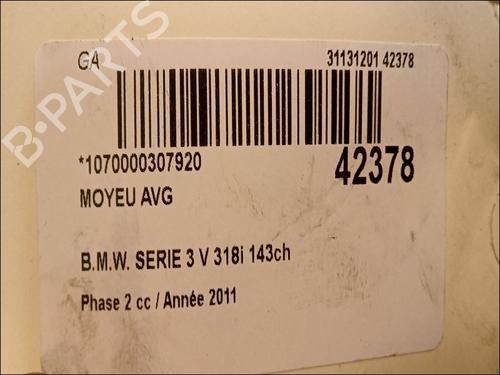 GA 31131201 42378
*1070000307920 42378
MOYEU AVG
B.M.W. SERIE 3 V 318i 143ch
Phase 2 cc / Année 2011
B-PARTS